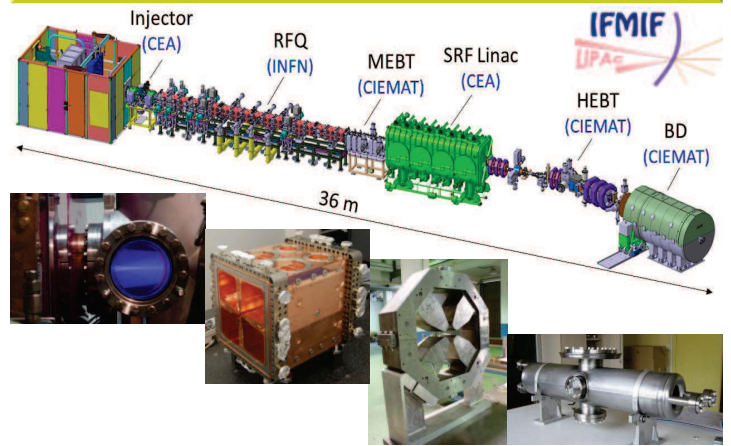 Injector
(CEA)
RFQ
(INFN)
MEBT
(CIEMAT)
SRF Linac
(CEA)
HEBT
(CIEMAT)
BD
(CIEMAT)
IFMIF
LIPAc
36 m